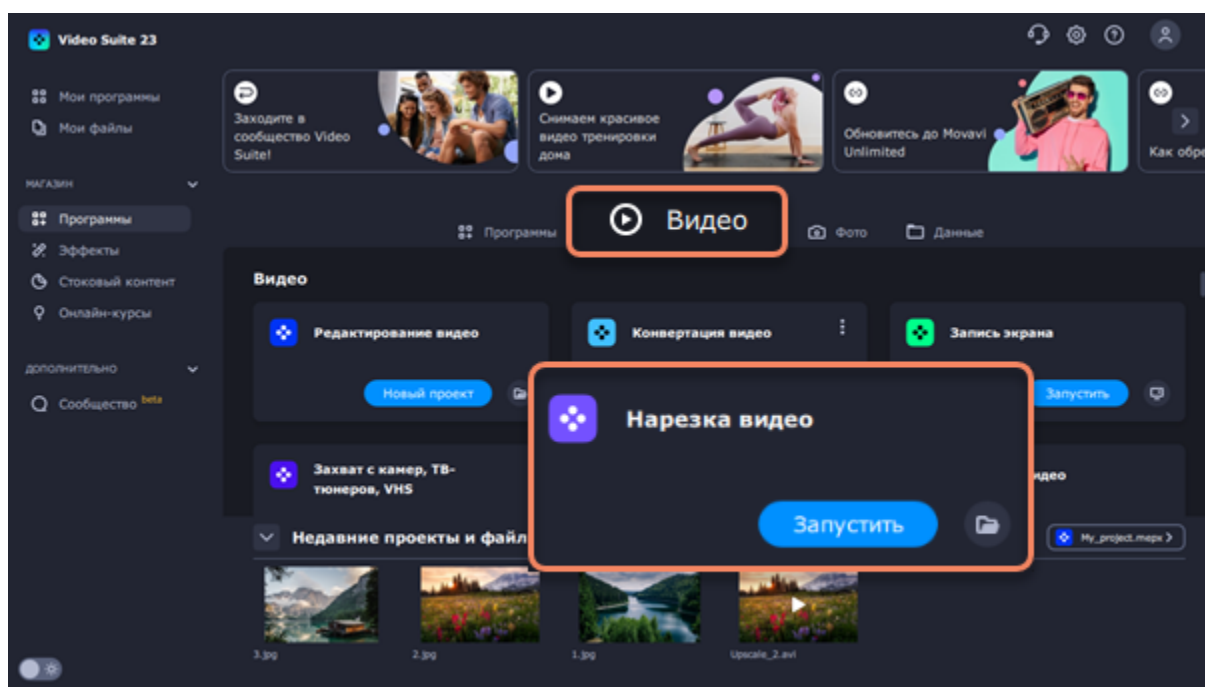 Video Suite 23
Мои программы
Мои файлы
МАГАЗИН
Программы
Эффекты
Стоковый контент
Онлайн-курсы
ДОПОЛНИТЕЛЬНО
Сообщество beta
Заходите в
сообщество Video
Suite!
Снимаем красивое
видео тренировки
дома
Обновитесь до Movavi
Unlimited
Как обре
Программы
Видео
Фото
Данные
Видео
Редактирование видео
Новый проект
Конвертация видео
Запись экрана
Запустить
Захват с камер, ТВ-
тюнеров, VHS
Нарезка видео
Запустить
идео
Недавние проекты и файл
My_project.mepx
3.jpg
2.jpg
1.jpg
Upscale_2.avi